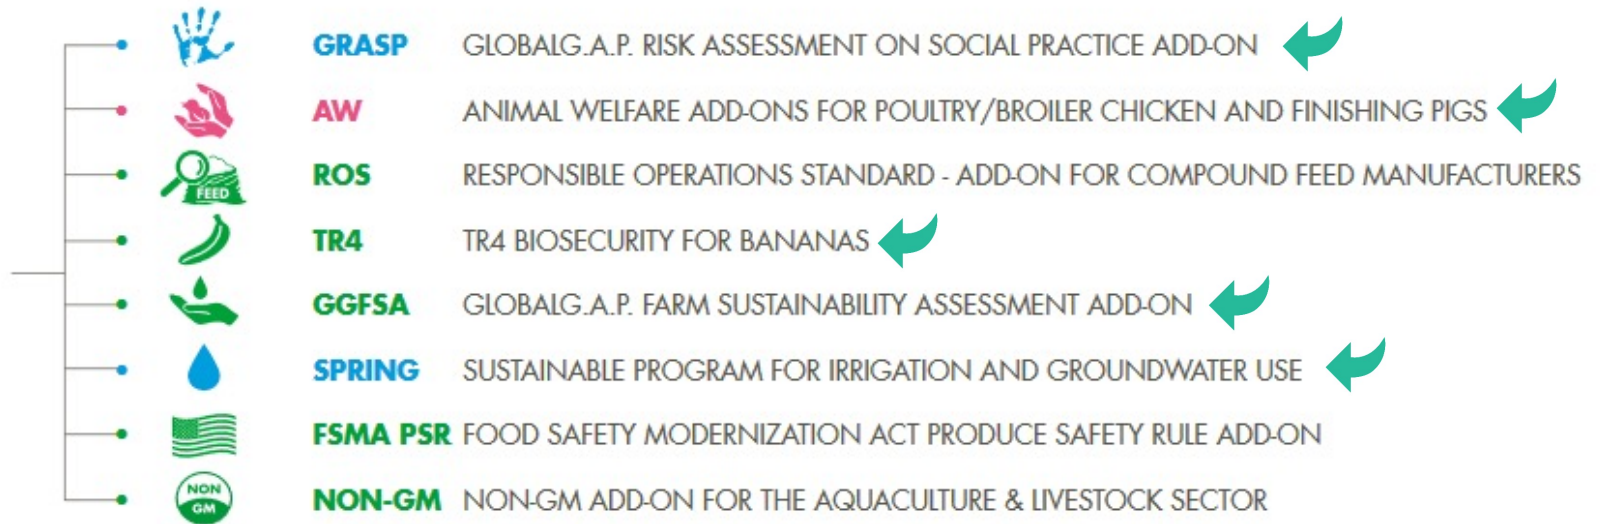 GRASP GLOBALG.A.P. RISK ASSESSMENT ON SOCIAL PRACTICE ADD-ON
AW ANIMAL WELFARE ADD-ONS FOR POULTRY/BROILER CHICKEN AND FINISHING PIGS
FEED ROS RESPONSIBLE OPERATIONS STANDARD - ADD-ON FOR COMPOUND FEED MANUFACTURERS
TR4 TR4 BIOSECURITY FOR BANANAS
GGFSA GLOBALG.A.P. FARM SUSTAINABILITY ASSESSMENT ADD-ON
SPRING SUSTAINABLE PROGRAM FOR IRRIGATION AND GROUNDWATER USE
FSMA PSR FOOD SAFETY MODERNIZATION ACT PRODUCE SAFETY RULE ADD-ON
NON GM NON-GM NON-GM ADD-ON FOR THE AQUACULTURE & LIVESTOCK SECTOR